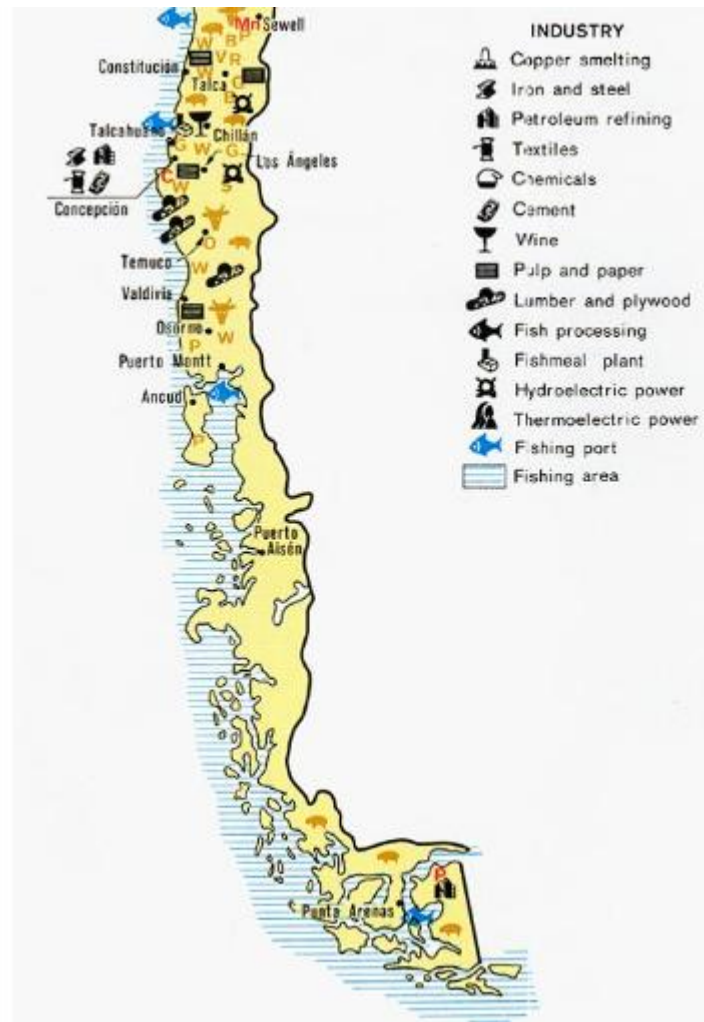 INDUSTRY
Copper smelting
Iron and steel
Petroleum refining
Textiles
Chemicals
Cement
Wine
Pulp and paper
Lumber and plywood
Fish processing
Fishmeal plant
Hydroelectric power
Thermoelectric power
Fishing port
Fishing area
Mn Sewell
W B P
V R
Constitución
W
Talca
Talcahuano
Chillán
G W G
Los Ángeles
C W S
Concepción
O
Temuco
W
Valdivia
Osorno
W
P
Puerto Montt
Ancud
P
Puerto
Aisén
P
Punta Arenas